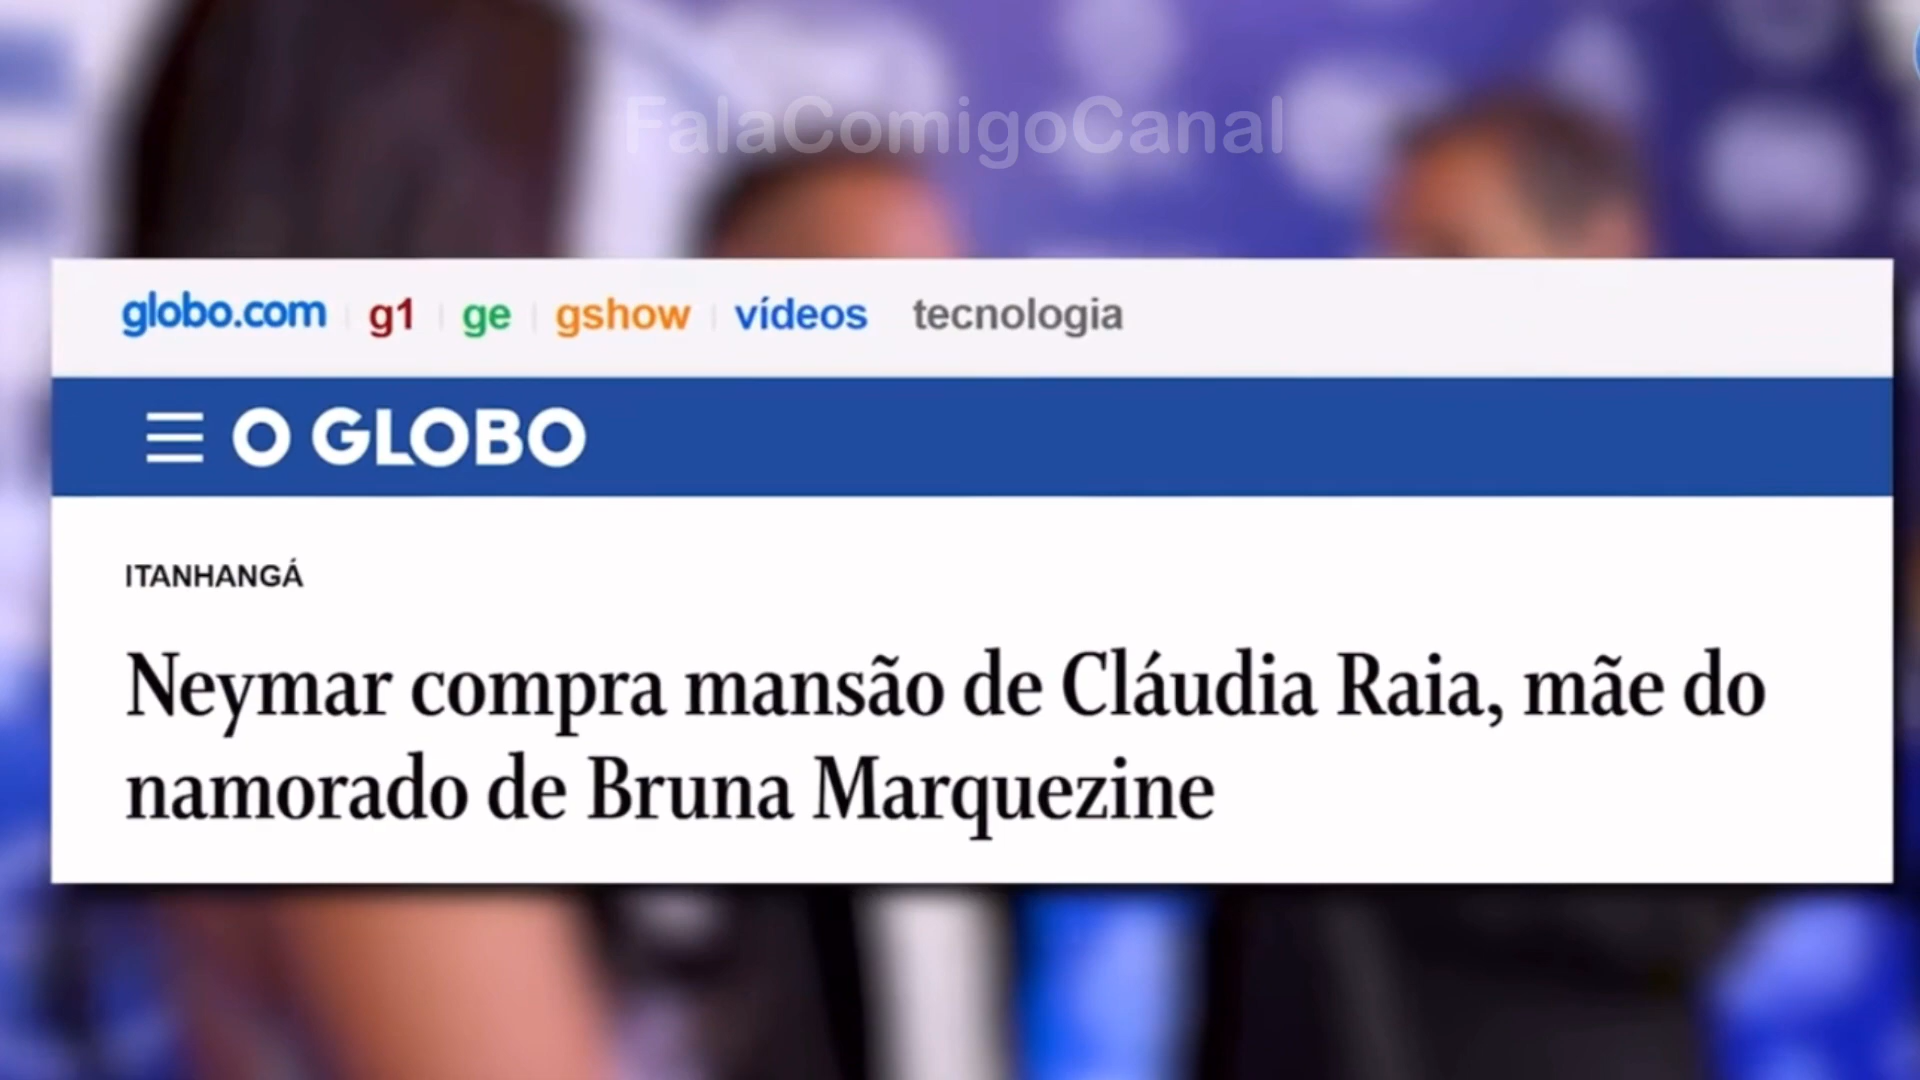 FalaComigoCanal
globo.com g1 ge gshow vídeos tecnologia
O GLOBO
ITANHANGÁ
Neymar compra mansão de Cláudia Raia, mãe do
namorado de Bruna Marquezine